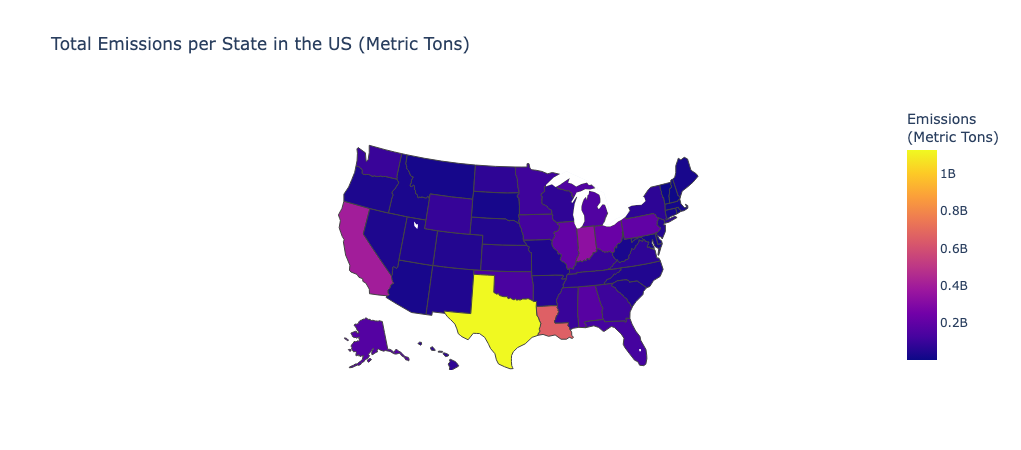 Total Emissions per State in the US (Metric Tons)
Emissions
(Metric Tons)
1B
0.8B
0.6B
0.4B
0.2B